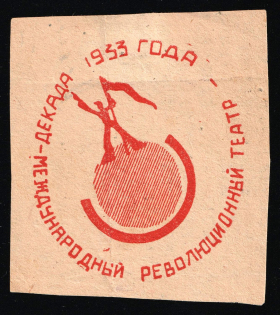 МЕЖДУНАРОДНЫЙ РЕВОЛЮЦИОННЫЙ ТЕАТР - ДЕКАДА 1933 ГОДА -